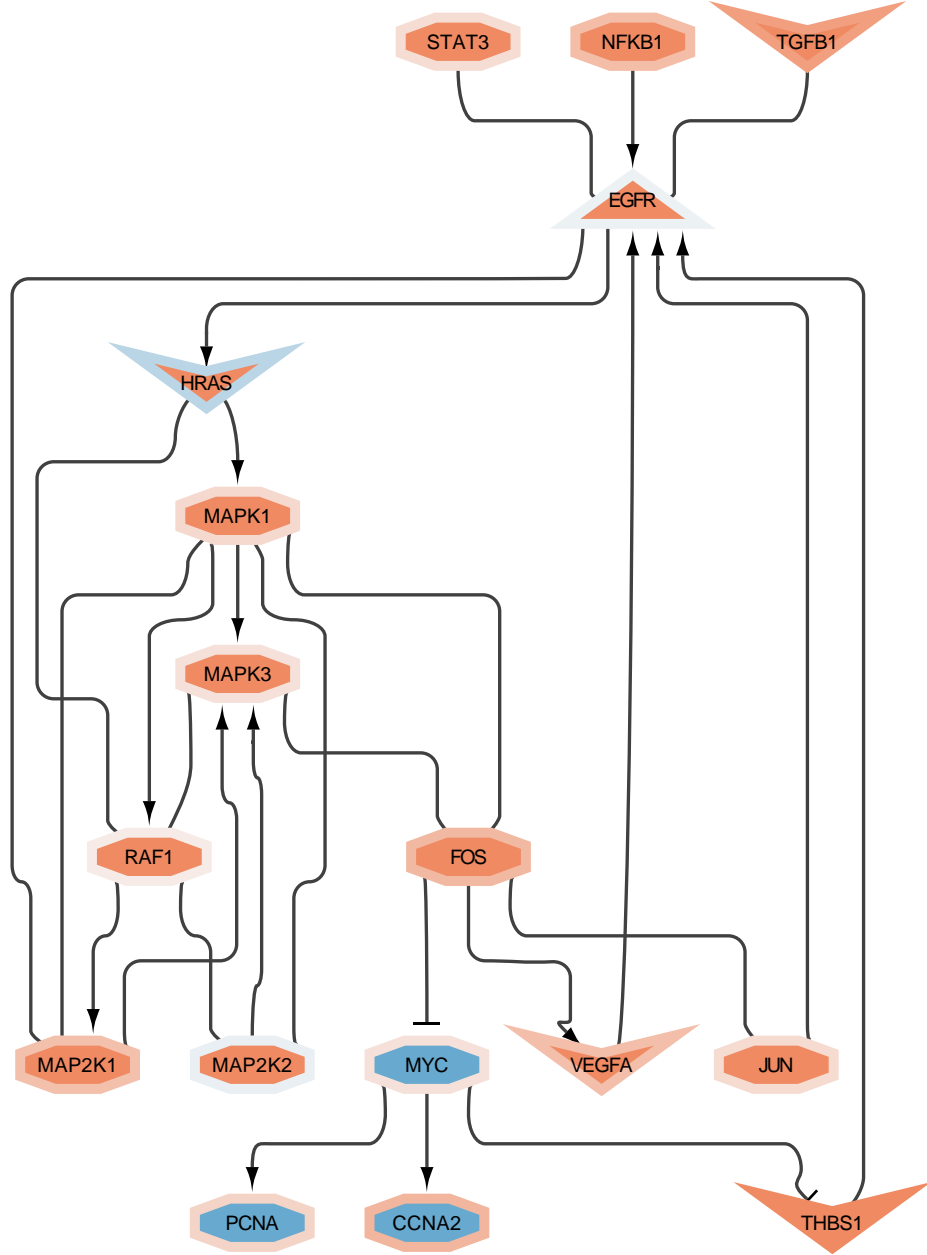 STAT3 NFKB1 TGFB1
EGFR
HRAS
MAPK1
MAPK3
RAF1 FOS
MAP2K1 MAP2K2 MYC VEGFA JUN
PCNA CCNA2 THBS1